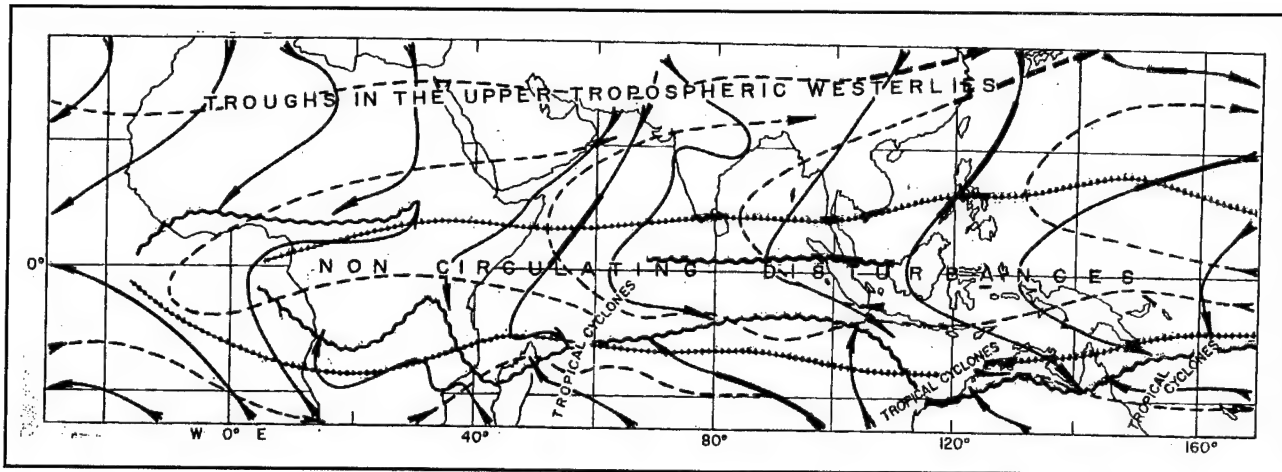 TROUGHS IN THE UPPER TROPOSPHERIC WESTERLIES
0°
NON CIRCULATING DISTURBANCES
TROPICAL CYCLONES
TROPICAL CYCLONES
TROPICAL CYCLONES
W 0° E
40°
80°
120°
160°